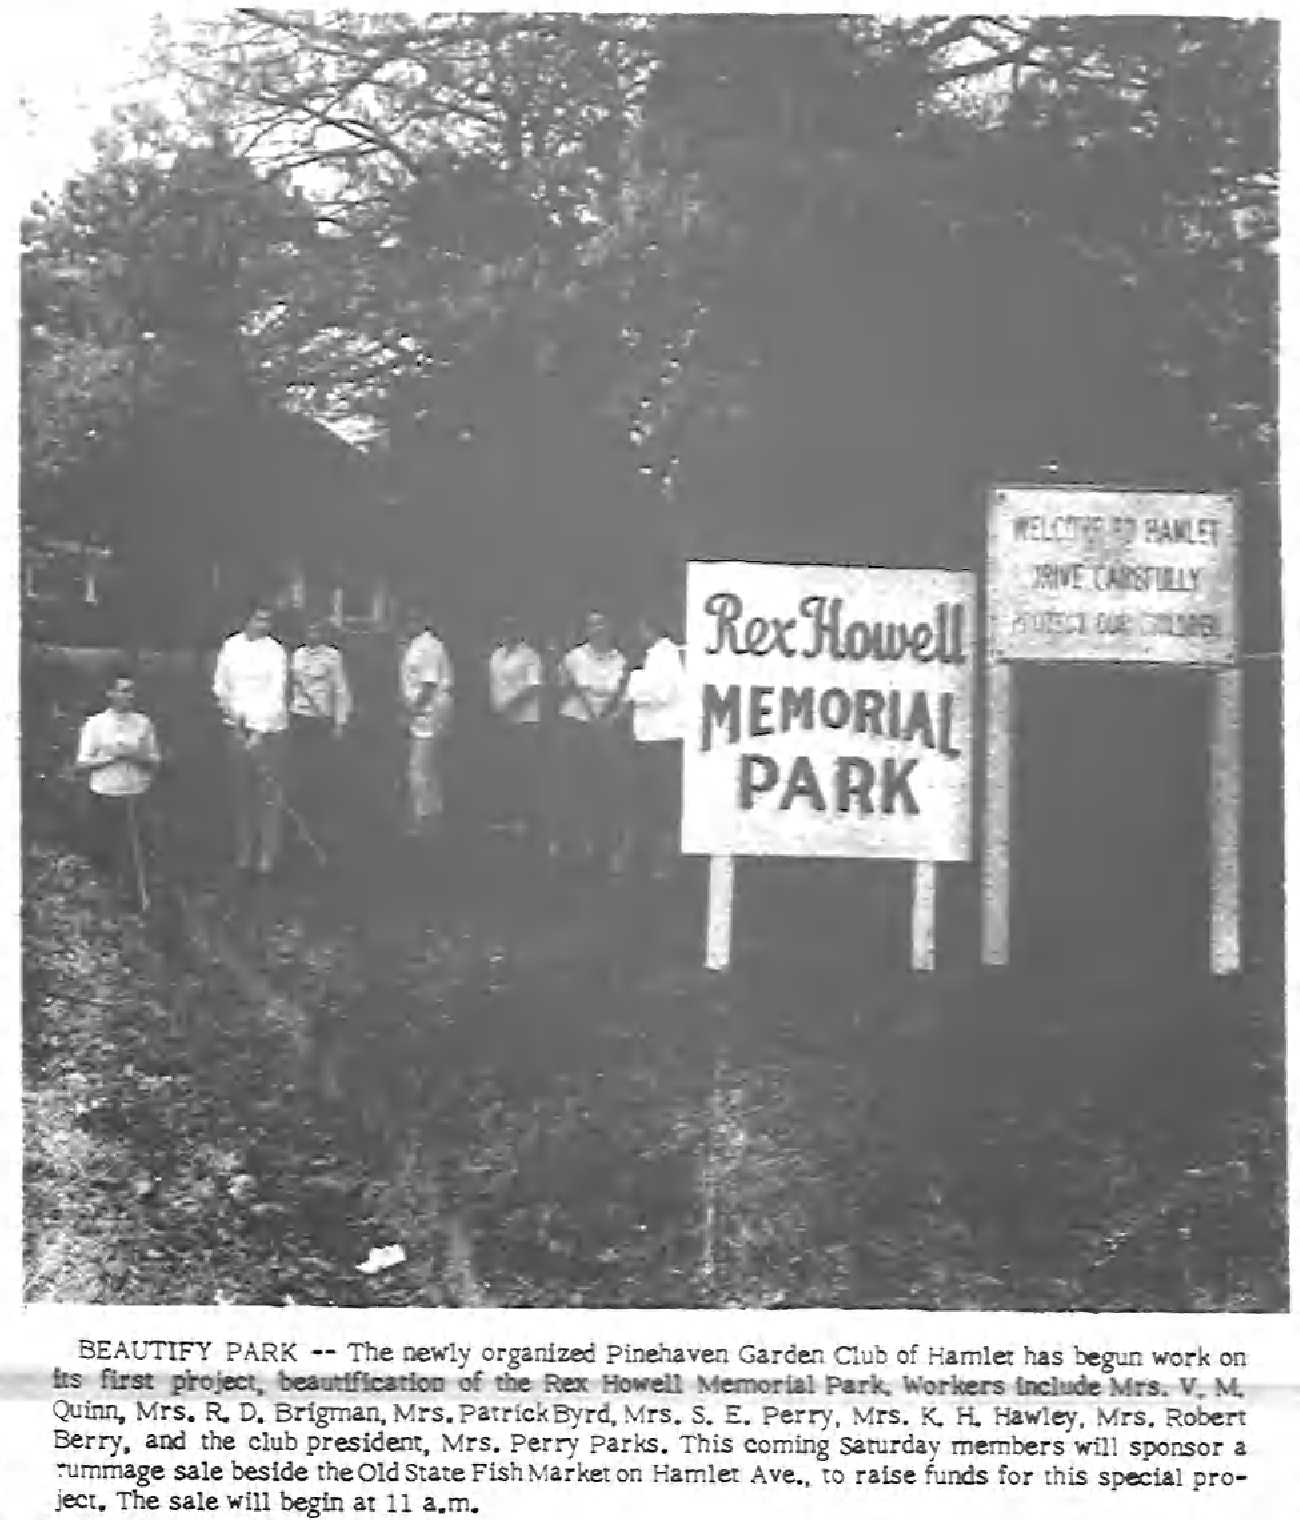 WELCOME TO HAMLET
DRIVE CAREFULLY
PROTECT OUR CHILDREN
Rex Howell
MEMORIAL
PARK
BEAUTIFY PARK -- The newly organized Pinehaven Garden Club of Hamlet has begun work on
its first project, beautification of the Rex Howell Memorial Park. Workers include Mrs. V. M.
Quinn, Mrs. R. D. Brigman, Mrs. Patrick Byrd, Mrs. S. E. Perry, Mrs. K. H. Hawley, Mrs. Robert
Berry, and the club president, Mrs. Perry Parks. This coming Saturday members will sponsor a
rummage sale beside the Old State Fish Market on Hamlet Ave., to raise funds for this special pro-
ject. The sale will begin at 11 a.m.